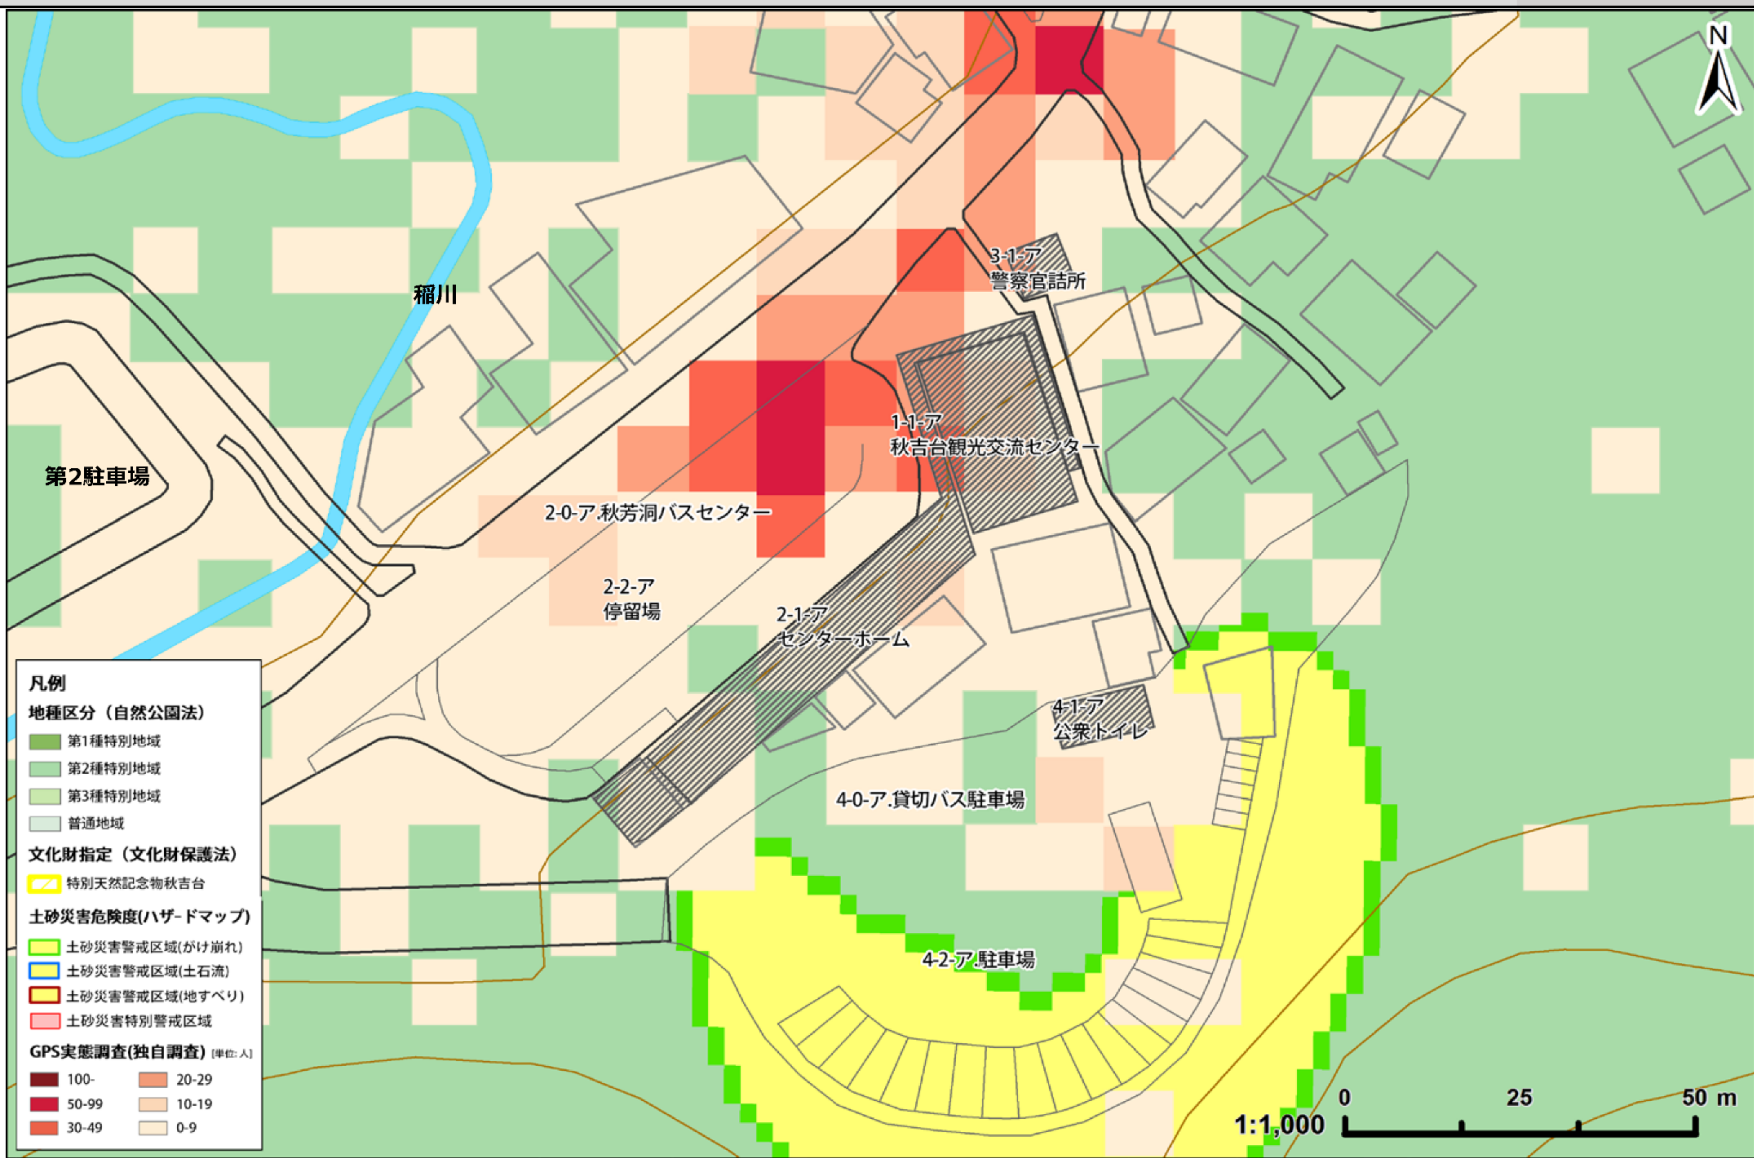 N
3-1-ア
警察官詰所
稲川
1-1-ア
秋吉台観光交流センター
第2駐車場
2-0-ア.秋芳洞バスセンター
2-2-ア
停留場
2-1-ア
センターホーム
4-1-ア
公衆トイレ
4-0-ア.貸切バス駐車場
4-2-ア.駐車場
凡例
地種区分（自然公園法）
第1種特別地域
第2種特別地域
第3種特別地域
普通地域
文化財指定（文化財保護法）
特別天然記念物秋吉台
土砂災害危険度(ハザードマップ)
土砂災害警戒区域(がけ崩れ)
土砂災害警戒区域(土石流)
土砂災害警戒区域(地すべり)
土砂災害特別警戒区域
GPS実態調査(独自調査) [単位:人]
100- 20-29
50-99 10-19
30-49 0-9
0 25 50 m
1:1,000